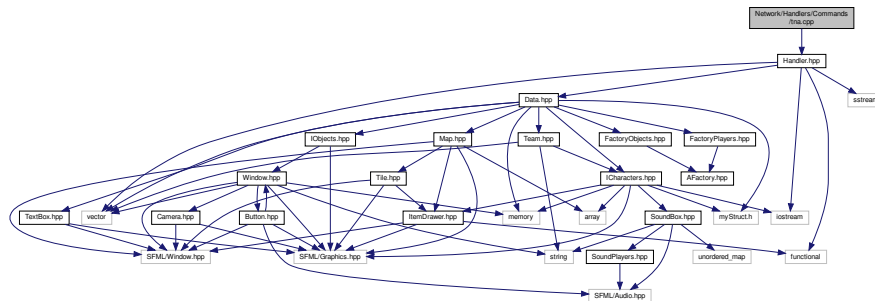 Network/Handlers/Commands
/tna.cpp
Handler.hpp
Data.hpp
sstream
IObjects.hpp
Map.hpp
Team.hpp
FactoryObjects.hpp
FactoryPlayers.hpp
Window.hpp
Tile.hpp
ICharacters.hpp
AFactory.hpp
TextBox.hpp
vector
Camera.hpp
Button.hpp
ItemDrawer.hpp
memory
array
SoundBox.hpp
myStruct.h
iostream
SFML/Window.hpp
SFML/Graphics.hpp
string
SoundPlayers.hpp
unordered_map
functional
SFML/Audio.hpp